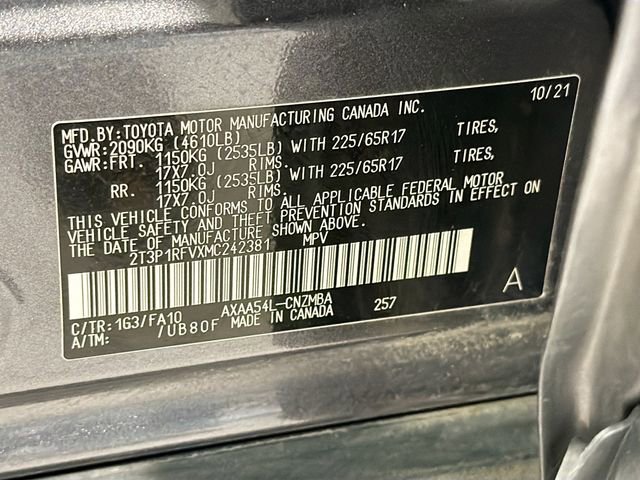 MFD.BY:TOYOTA MOTOR MANUFACTURING CANADA INC. 10/21
GVWR:2090KG (4610LB)
GAWR:FRT. 1150KG (2535LB) WITH 225/65R17 TIRES,
17X7.0J RIMS.
RR. 1150KG (2535LB) WITH 225/65R17 TIRES,
17X7.0J RIMS.
THIS VEHICLE CONFORMS TO ALL APPLICABLE FEDERAL MOTOR
VEHICLE SAFETY AND THEFT PREVENTION STANDARDS IN EFFECT ON
THE DATE OF MANUFACTURE SHOWN ABOVE.
2T3P1RFVXMC242381 MPV
A
C/TR:1G3/FA10 AXAA54L-CNZMBA 257
A/TM: /UB80F MADE IN CANADA